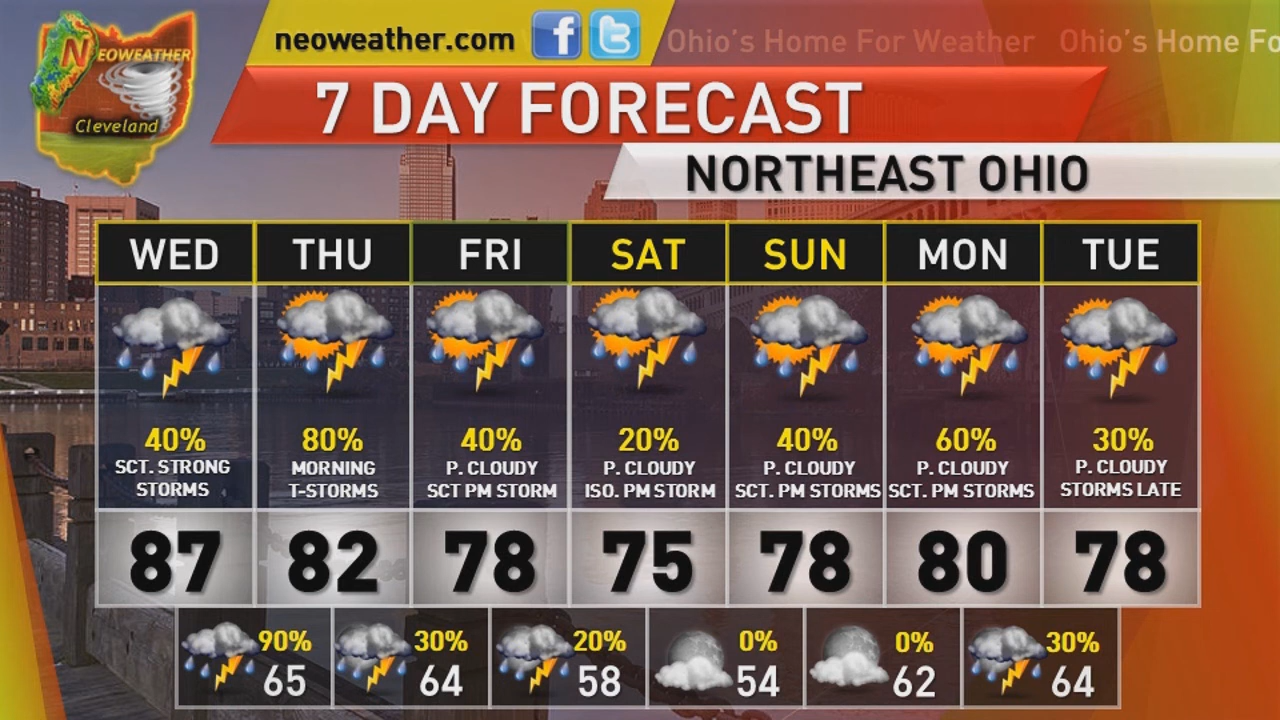 NEOWEATHER
Cleveland
neoweather.com
Ohio's Home For Weather Ohio's Home Fo
7 DAY FORECAST
NORTHEAST OHIO
WED THU FRI SAT SUN MON TUE
40% 80% 40% 20% 40% 60% 30%
SCT. STRONG MORNING P. CLOUDY P. CLOUDY P. CLOUDY P. CLOUDY P. CLOUDY
STORMS T-STORMS SCT PM STORM ISO. PM STORM SCT. PM STORMS SCT. PM STORMS STORMS LATE
87 82 78 75 78 80 78
90% 30% 20% 0% 0% 30%
65 64 58 54 62 64